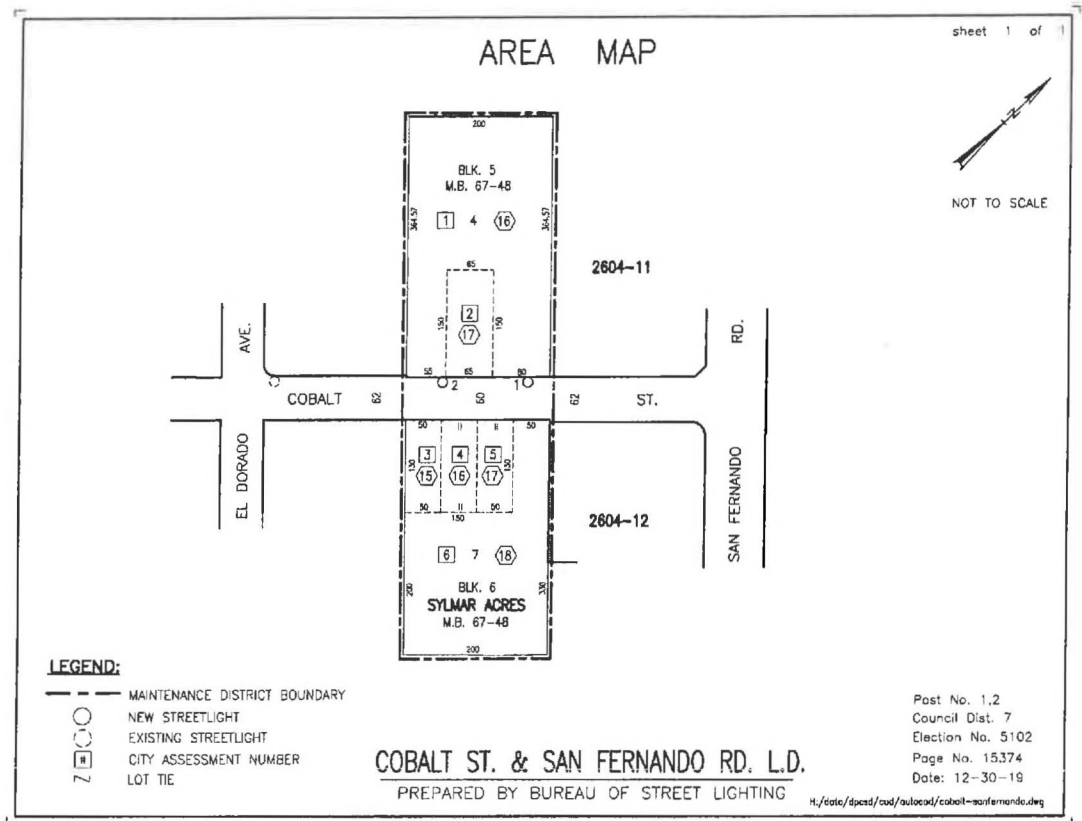 sheet 1 of 1
AREA MAP
NOT TO SCALE
200
BLK. 5
M.B. 67-48
364.57
364.57
1 4 16
2604-11
65
2
17
150
150
AVE.
RD.
55 65 80
2 1
COBALT 62 60 62 ST.
50 11 11 50
3 4 5
15 16 17
150
150
50 11 50
150
EL DORADO
SAN FERNANDO
2604-12
6 7 18
200
330
BLK. 6
SYLMAR ACRES
M.B. 67-48
200
LEGEND:
MAINTENANCE DISTRICT BOUNDARY
NEW STREETLIGHT
EXISTING STREETLIGHT
# CITY ASSESSMENT NUMBER
LOT TIE
COBALT ST. & SAN FERNANDO RD. L.D.
PREPARED BY BUREAU OF STREET LIGHTING
Post No. 1,2
Council Dist. 7
Election No. 5102
Page No. 15374
Date: 12-30-19